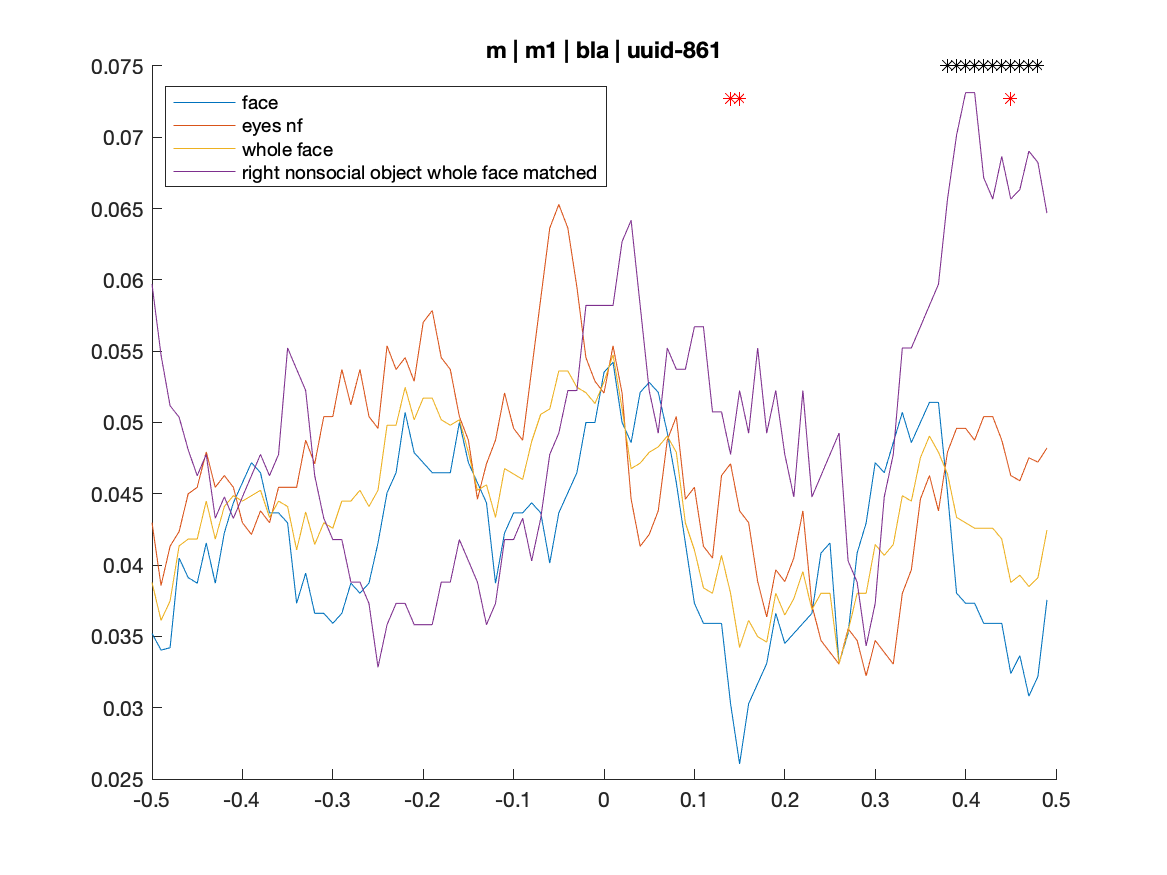 m | m1 | bla | uuid-861
0.075
0.07
0.065
0.06
0.055
0.05
0.045
0.04
0.035
0.03
0.025
face
eyes nf
whole face
right nonsocial object whole face matched
-0.5 -0.4 -0.3 -0.2 -0.1 0 0.1 0.2 0.3 0.4 0.5